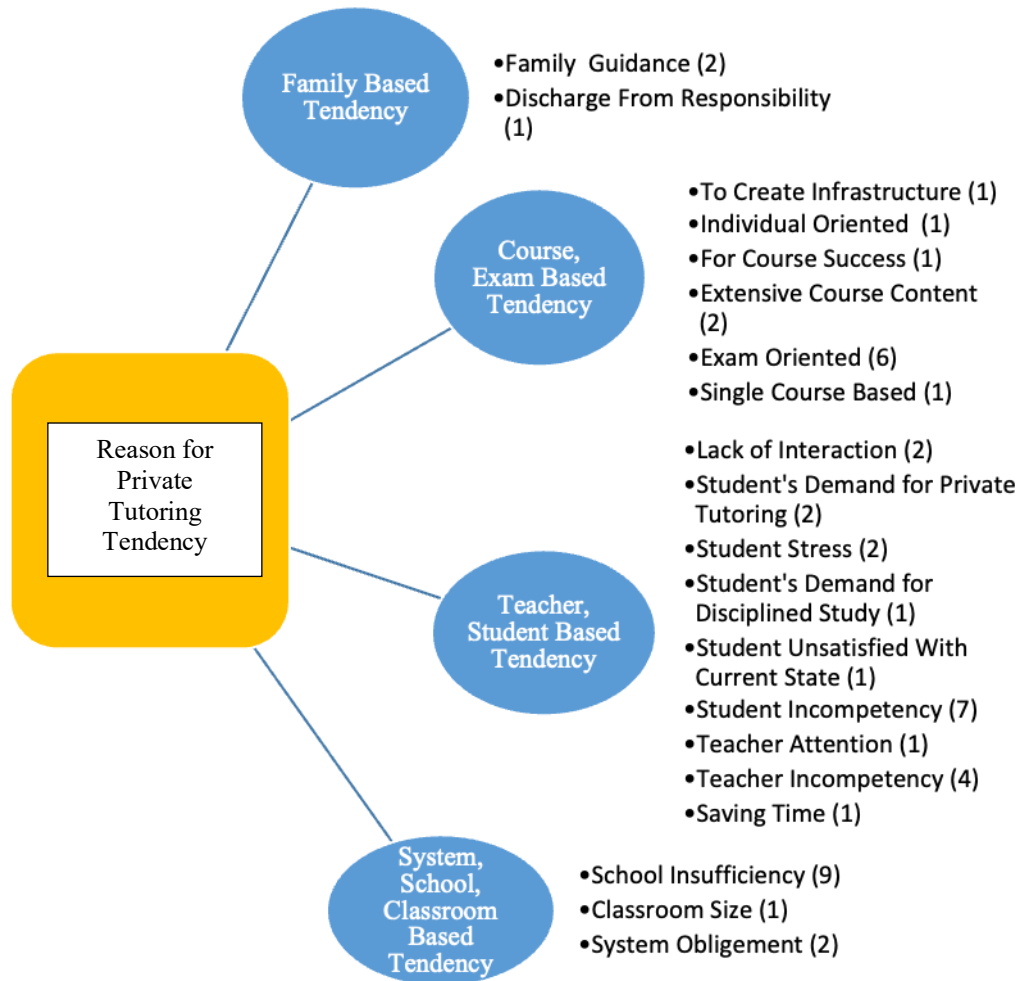 Family Based
Tendency
•Family Guidance (2)
•Discharge From Responsibility
(1)
Course,
Exam Based
Tendency
•To Create Infrastructure (1)
•Individual Oriented (1)
•For Course Success (1)
•Extensive Course Content
(2)
•Exam Oriented (6)
•Single Course Based (1)
Reason for
Private
Tutoring
Tendency
Teacher,
Student Based
Tendency
•Lack of Interaction (2)
•Student's Demand for Private
Tutoring (2)
•Student Stress (2)
•Student's Demand for
Disciplined Study (1)
•Student Unsatisfied With
Current State (1)
•Student Incompetency (7)
•Teacher Attention (1)
•Teacher Incompetency (4)
•Saving Time (1)
System,
School,
Classroom
Based
Tendency
•School Insufficiency (9)
•Classroom Size (1)
•System Obligement (2)